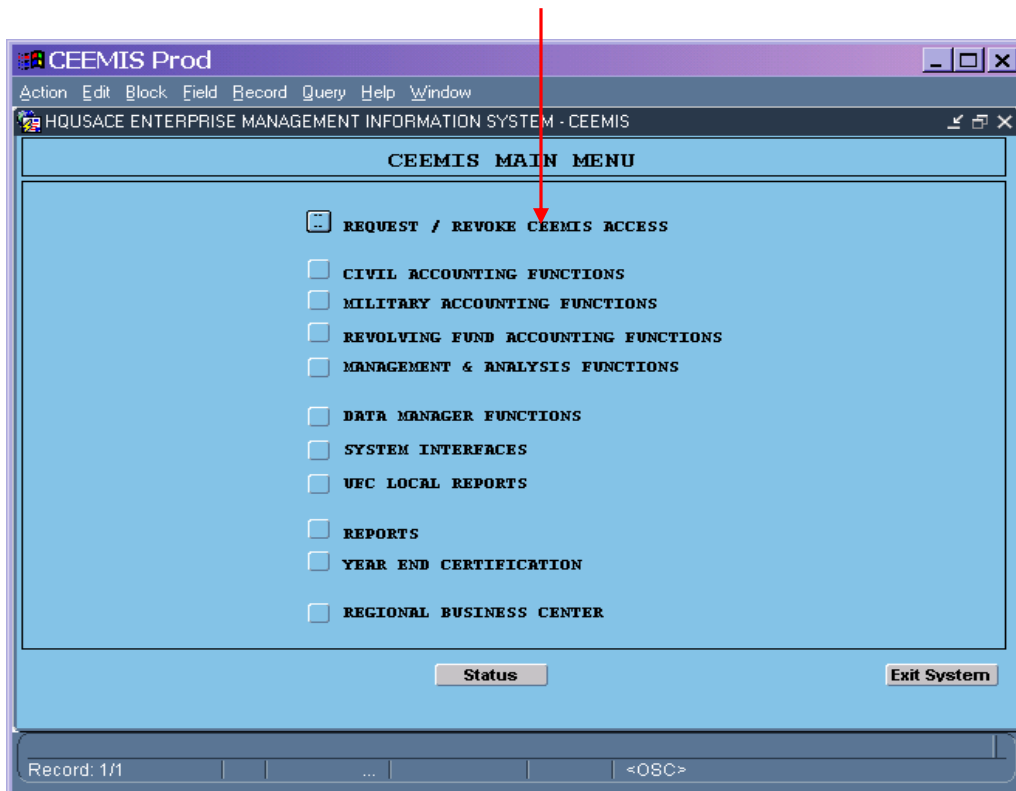 CEEMIS Prod
Action Edit Block Field Record Query Help Window
HQUSACE ENTERPRISE MANAGEMENT INFORMATION SYSTEM - CEEMIS
CEEMIS MAIN MENU
REQUEST / REVOKE CEEMIS ACCESS
CIVIL ACCOUNTING FUNCTIONS
MILITARY ACCOUNTING FUNCTIONS
REVOLVING FUND ACCOUNTING FUNCTIONS
MANAGEMENT & ANALYSIS FUNCTIONS
DATA MANAGER FUNCTIONS
SYSTEM INTERFACES
UFC LOCAL REPORTS
REPORTS
YEAR END CERTIFICATION
REGIONAL BUSINESS CENTER
Status Exit System
Record: 1/1 ... <OSC>